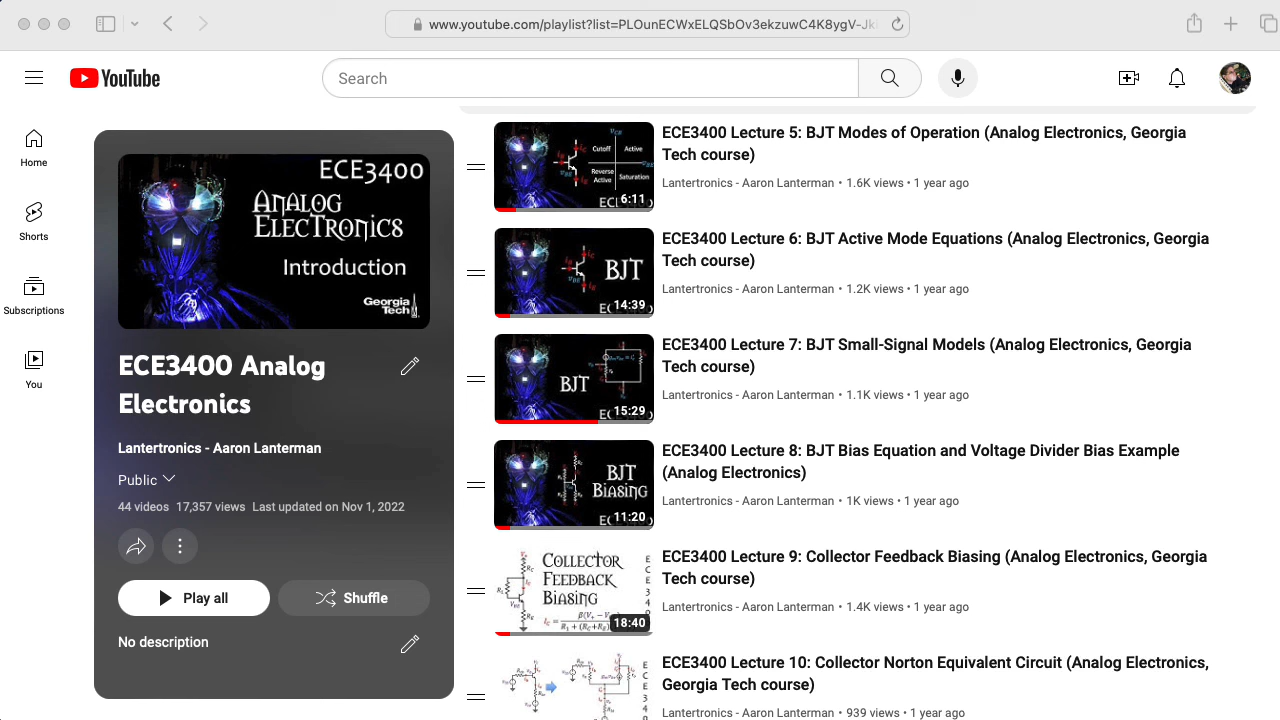 www.youtube.com/playlist?list=PLOunECWxELQSbOv3ekzuwC4K8ygV-Jk
YouTube
Search
Home
Shorts
Subscriptions
You
ECE3400
Analog
Electronics
Introduction
Georgia
Tech
ECE3400 Analog
Electronics
Lantertronics - Aaron Lanterman
Public
44 videos 17,357 views Last updated on Nov 1, 2022
Play all
Shuffle
No description
Cutoff Active
Reverse
Active Saturation
6:11
ECE3400 Lecture 5: BJT Modes of Operation (Analog Electronics, Georgia
Tech course)
Lantertronics - Aaron Lanterman • 1.6K views • 1 year ago
BJT
14:39
ECE3400 Lecture 6: BJT Active Mode Equations (Analog Electronics, Georgia
Tech course)
Lantertronics - Aaron Lanterman • 1.2K views • 1 year ago
BJT
15:29
ECE3400 Lecture 7: BJT Small-Signal Models (Analog Electronics, Georgia
Tech course)
Lantertronics - Aaron Lanterman • 1.1K views • 1 year ago
BJT
Biasing
11:20
ECE3400 Lecture 8: BJT Bias Equation and Voltage Divider Bias Example
(Analog Electronics)
Lantertronics - Aaron Lanterman • 1K views • 1 year ago
Collector
Feedback
Biasing
18:40
ECE3400 Lecture 9: Collector Feedback Biasing (Analog Electronics, Georgia
Tech course)
Lantertronics - Aaron Lanterman • 1.4K views • 1 year ago
ECE3400 Lecture 10: Collector Norton Equivalent Circuit (Analog Electronics,
Georgia Tech course)
Lantertronics - Aaron Lanterman • 939 views • 1 year ago